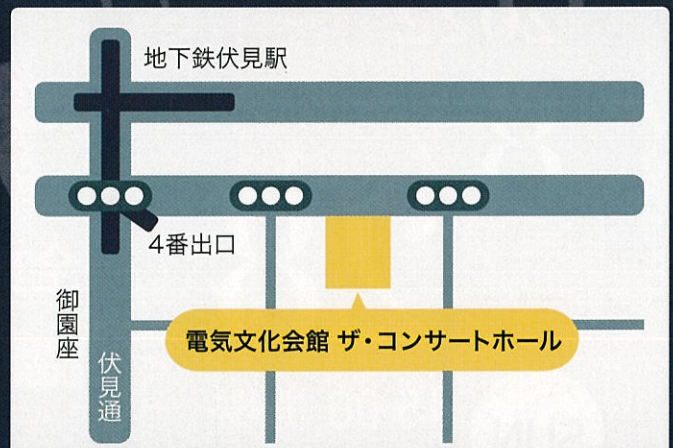 地下鉄伏見駅
4番出口
御園座
伏見通
電気文化会館 ザ・コンサートホール